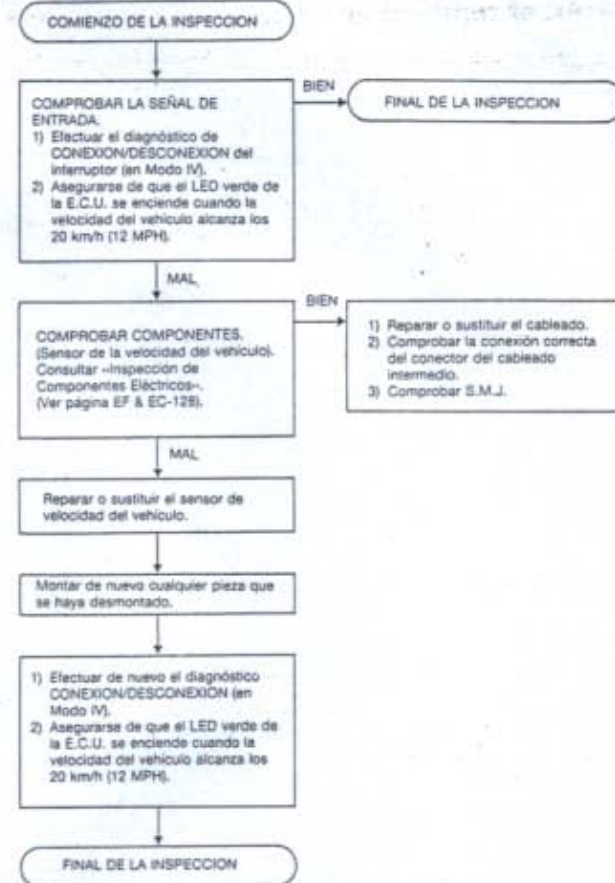 COMIENZO DE LA INSPECCION
COMPROBAR LA SEÑAL DE
ENTRADA.
1) Efectuar el diagnóstico de
CONEXION/DESCONEXION del
interruptor (en Modo IV).
2) Asegurarse de que el LED verde de
la E.C.U. se enciende cuando la
velocidad del vehículo alcanza los
20 km/h (12 MPH).
BIEN
FINAL DE LA INSPECCION
MAL
COMPROBAR COMPONENTES.
(Sensor de la velocidad del vehículo).
Consultar «Inspección de
Componentes Eléctricos».
(Ver página EF & EC-128).
BIEN
1) Reparar o sustituir el cableado.
2) Comprobar la conexión correcta
del conector del cableado
intermedio.
3) Comprobar S.M.J.
MAL
Reparar o sustituir el sensor de
velocidad del vehículo.
Montar de nuevo cualquier pieza que
se haya desmontado.
1) Efectuar de nuevo el diagnóstico
CONEXION/DESCONEXION (en
Modo IV).
2) Asegurarse de que el LED verde de
la E.C.U. se enciende cuando la
velocidad del vehículo alcanza los
20 km/h (12 MPH).
FINAL DE LA INSPECCION